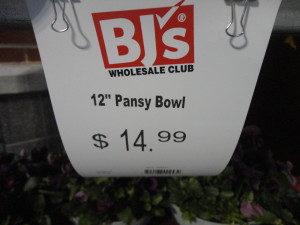 BJ's
WHOLESALE CLUB
12" Pansy Bowl
$ 14.99